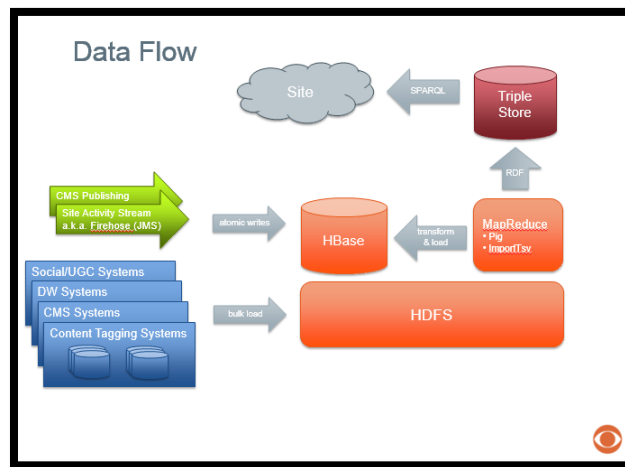 Data Flow
Site
SPARQL
Triple
Store
RDF
CMS Publishing
Site Activity Stream
a.k.a. Firehose (JMS)
atomic writes
HBase
transform
& load
MapReduce
• Pig
• ImportTsv
Social/UGC Systems
DW Systems
CMS Systems
Content Tagging Systems
bulk load
HDFS